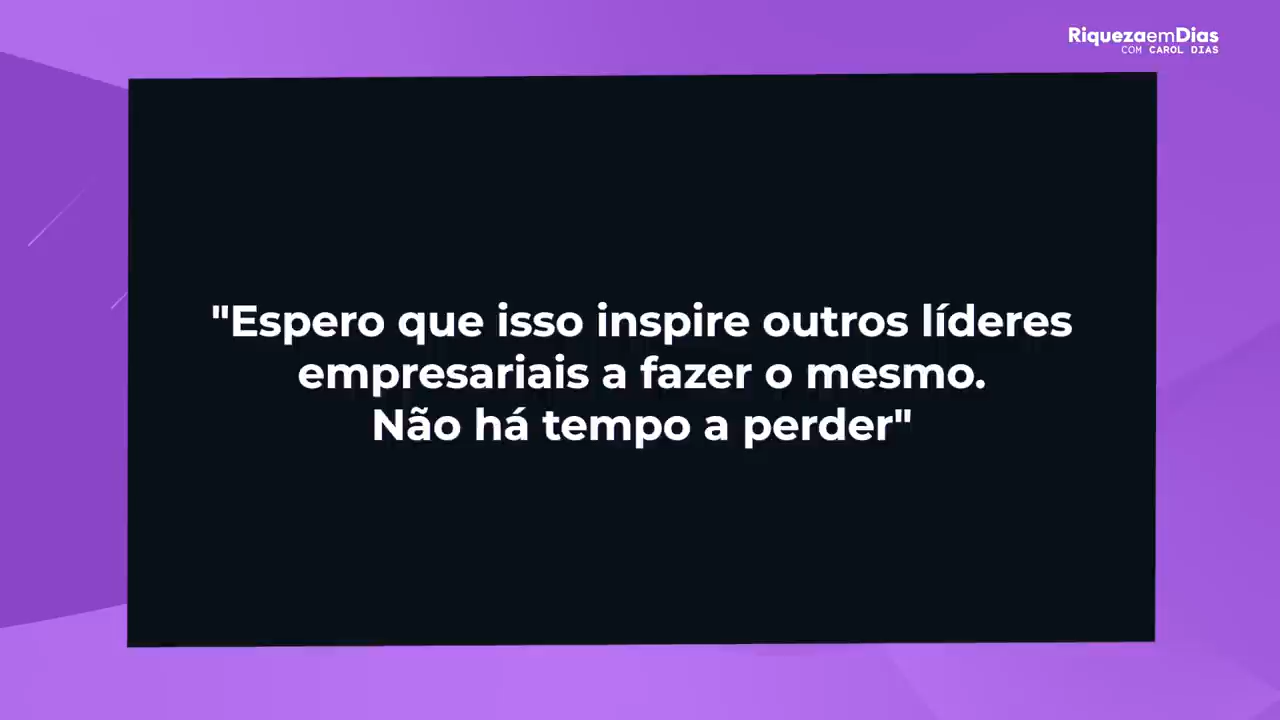 RiquezaemDias
COM CAROL DIAS
"Espero que isso inspire outros líderes
empresariais a fazer o mesmo.
Não há tempo a perder"